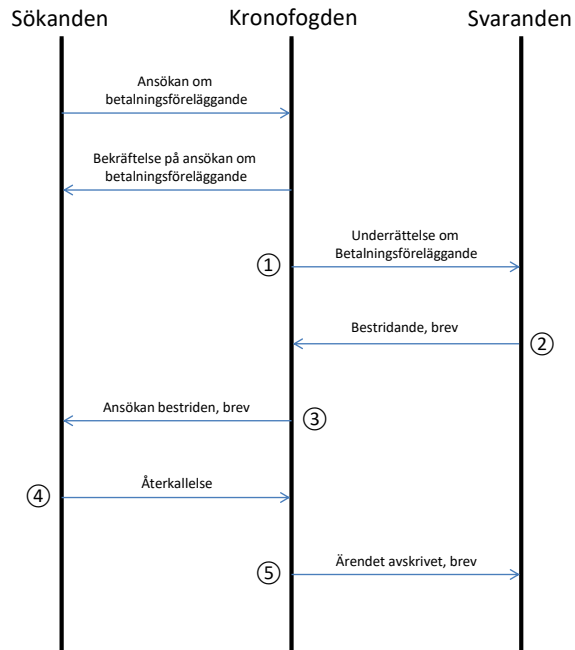 Sökanden
Kronofogden
Svaranden
Ansökan om
betalningsföreläggande
Bekräftelse på ansökan om
betalningsföreläggande
Underrättelse om
Betalningsföreläggande
①
Bestridande, brev
②
Ansökan bestriden, brev
③
Återkallelse
④
Ärendet avskrivet, brev
⑤